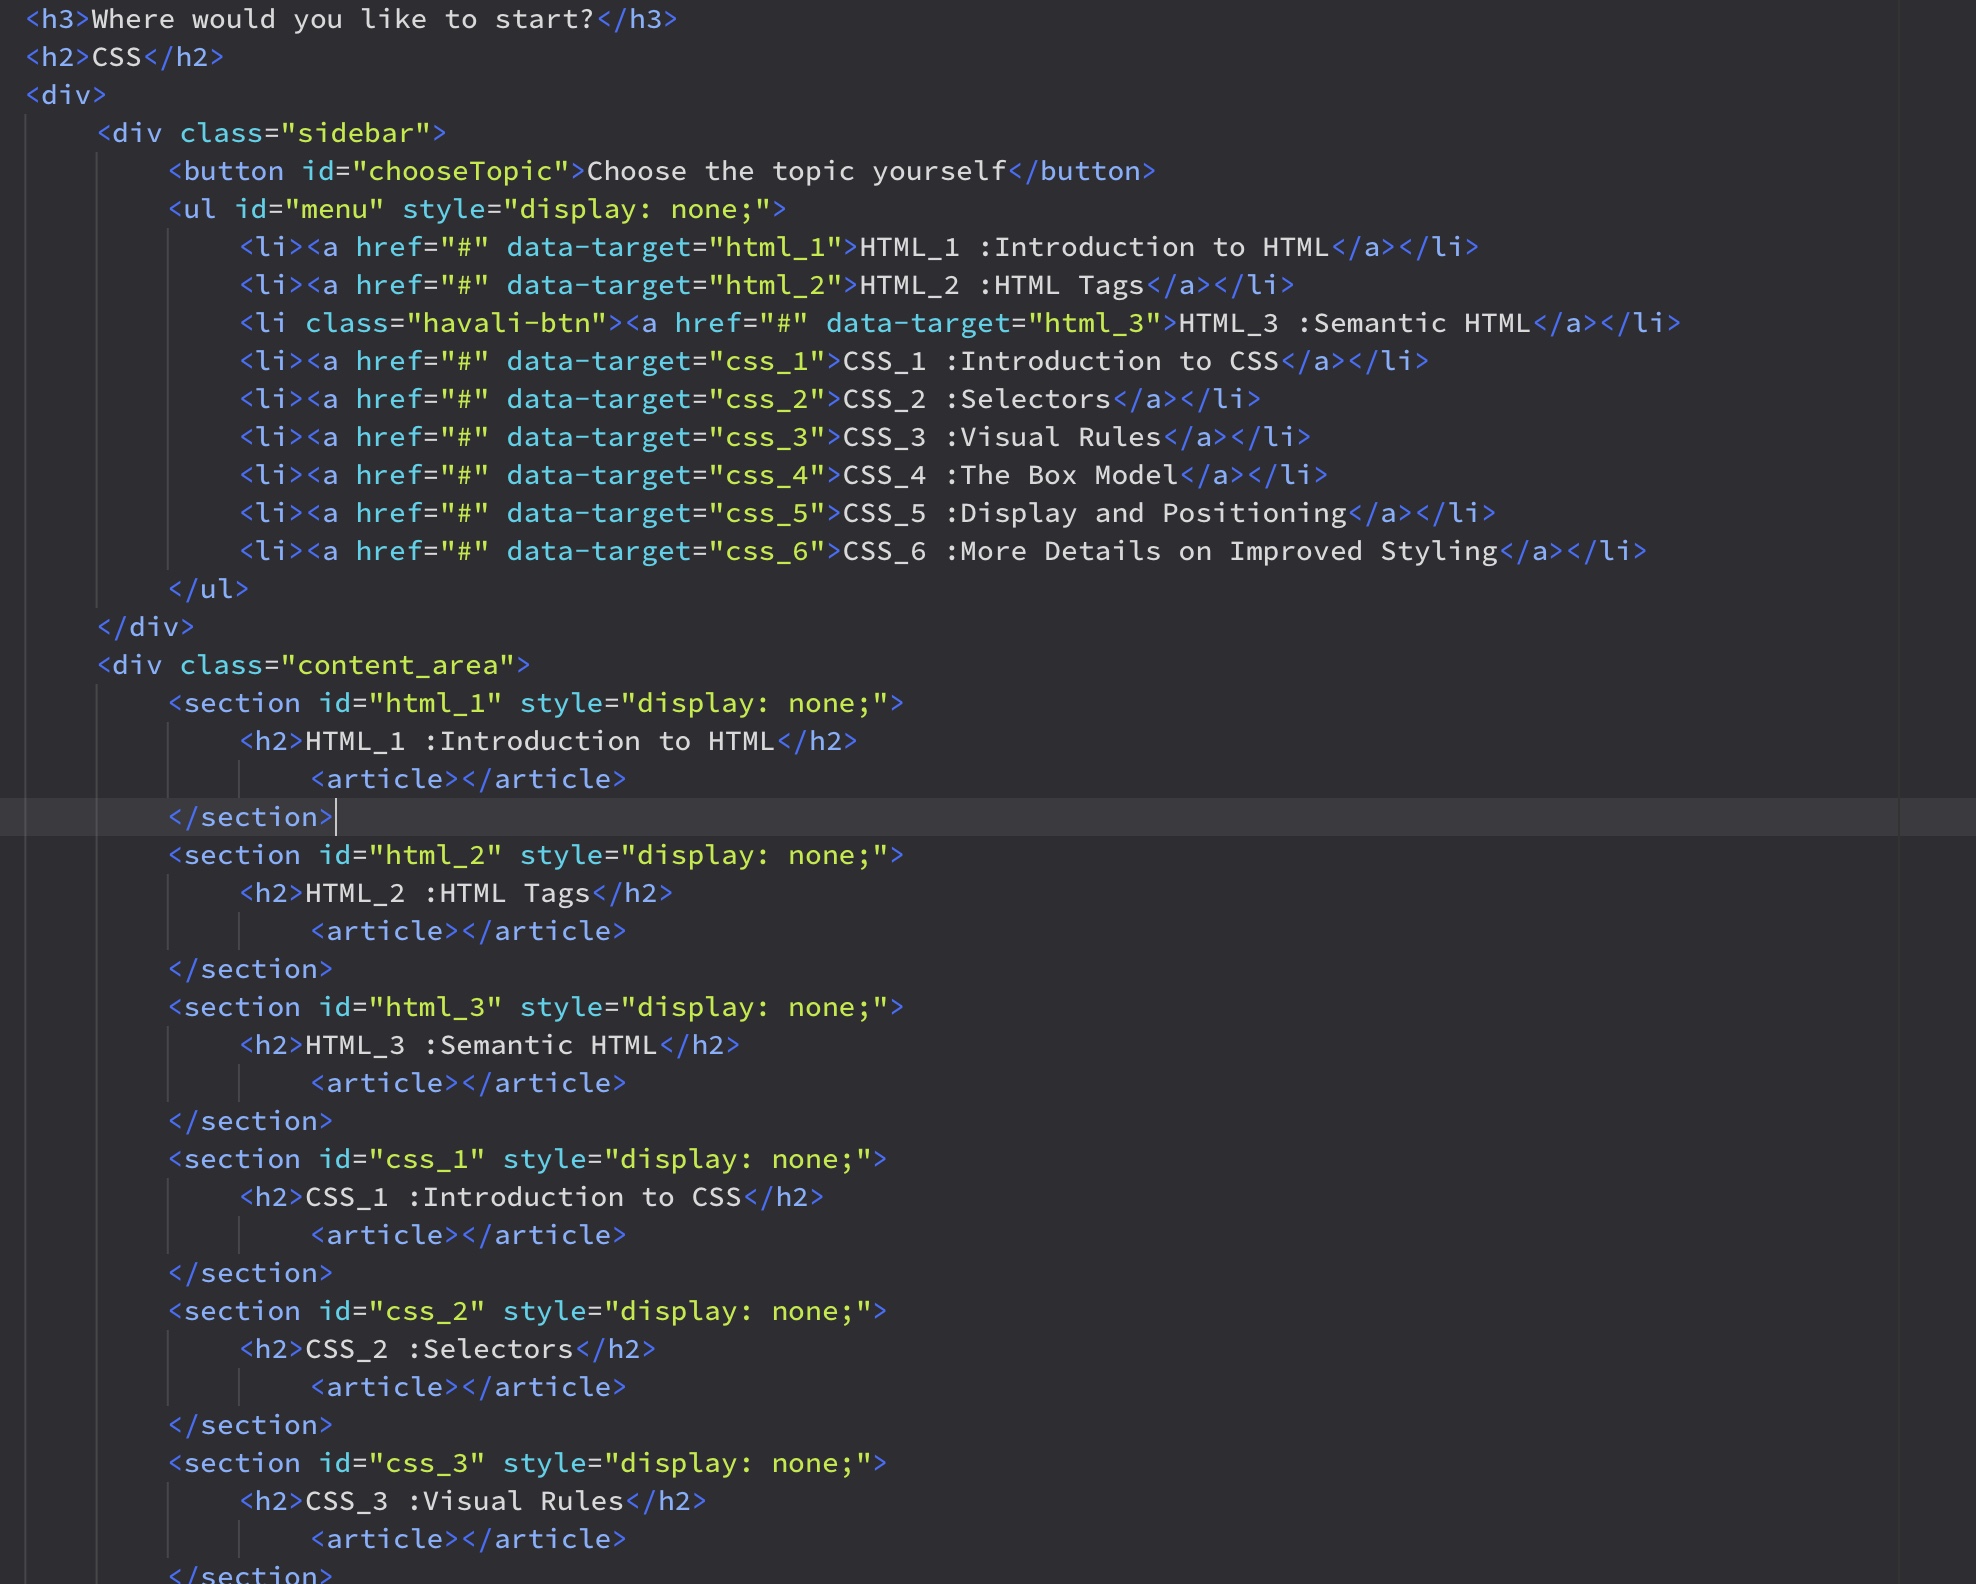 <h3>Where would you like to start?</h3>
<h2>CSS</h2>
<div>
<div class="sidebar">
<button id="chooseTopic">Choose the topic yourself</button>
<ul id="menu" style="display: none;">
<li><a href="#" data-target="html_1">HTML_1 :Introduction to HTML</a></li>
<li><a href="#" data-target="html_2">HTML_2 :HTML Tags</a></li>
<li class="havali-btn"><a href="#" data-target="html_3">HTML_3 :Semantic HTML</a></li>
<li><a href="#" data-target="css_1">CSS_1 :Introduction to CSS</a></li>
<li><a href="#" data-target="css_2">CSS_2 :Selectors</a></li>
<li><a href="#" data-target="css_3">CSS_3 :Visual Rules</a></li>
<li><a href="#" data-target="css_4">CSS_4 :The Box Model</a></li>
<li><a href="#" data-target="css_5">CSS_5 :Display and Positioning</a></li>
<li><a href="#" data-target="css_6">CSS_6 :More Details on Improved Styling</a></li>
</ul>
</div>
<div class="content_area">
<section id="html_1" style="display: none;">
<h2>HTML_1 :Introduction to HTML</h2>
<article></article>
</section>
<section id="html_2" style="display: none;">
<h2>HTML_2 :HTML Tags</h2>
<article></article>
</section>
<section id="html_3" style="display: none;">
<h2>HTML_3 :Semantic HTML</h2>
<article></article>
</section>
<section id="css_1" style="display: none;">
<h2>CSS_1 :Introduction to CSS</h2>
<article></article>
</section>
<section id="css_2" style="display: none;">
<h2>CSS_2 :Selectors</h2>
<article></article>
</section>
<section id="css_3" style="display: none;">
<h2>CSS_3 :Visual Rules</h2>
<article></article>
</section>